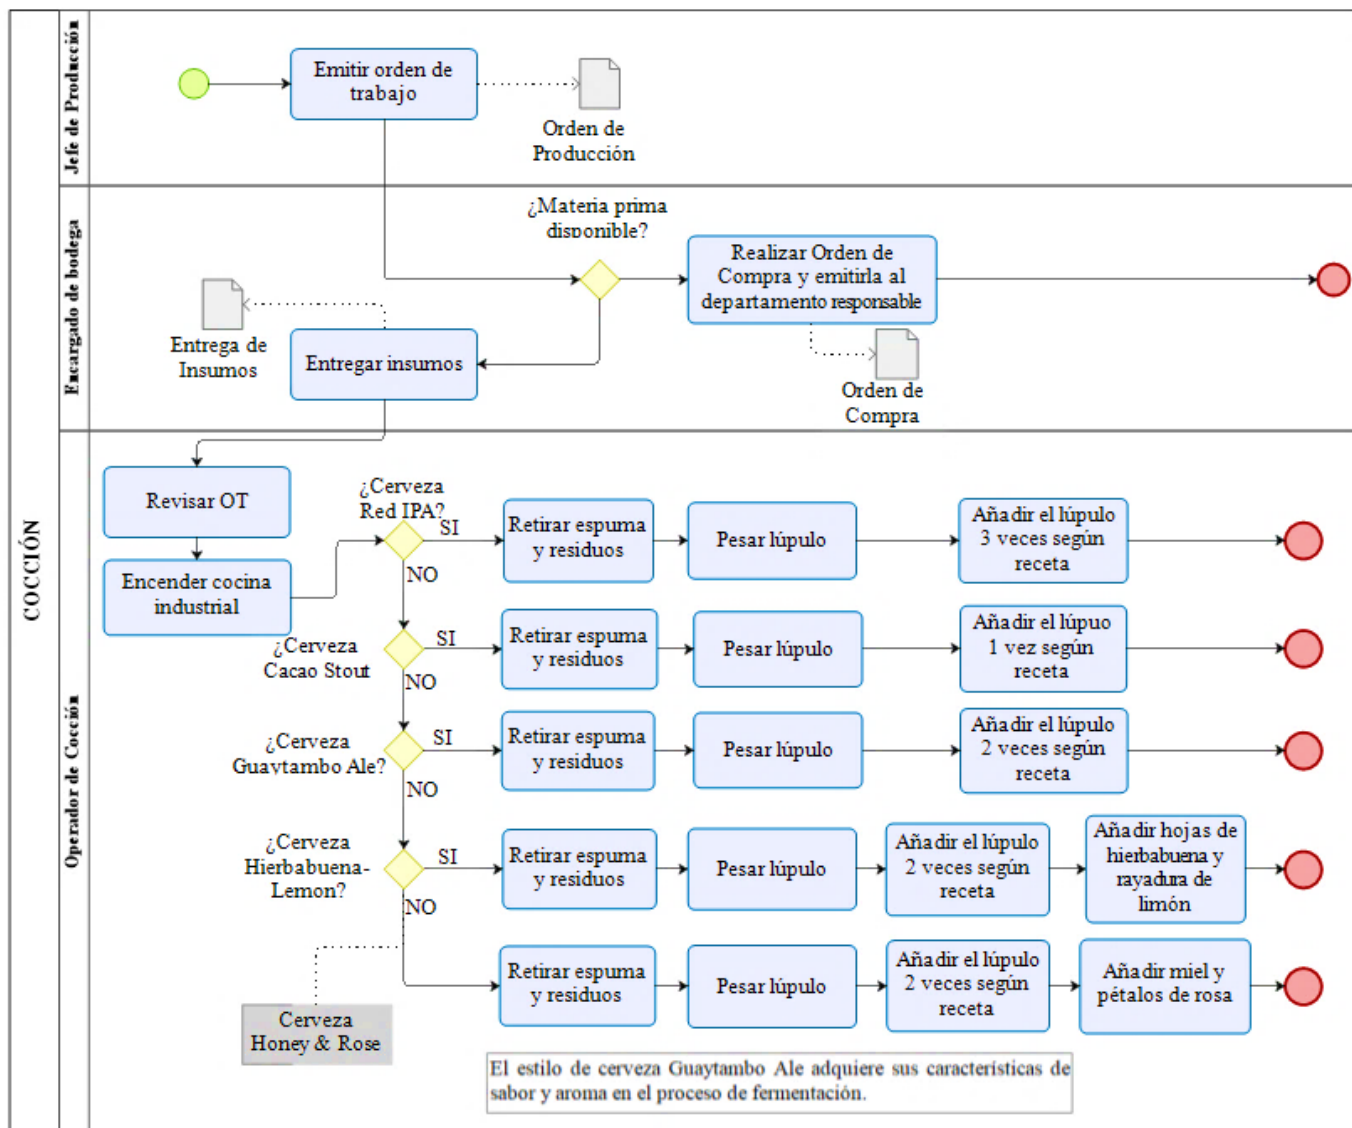 COCCIÓN
Jefe de Producción
Emitir orden de
trabajo
Orden de
Producción
Encargado de bodega
¿Materia prima
disponible?
Realizar Orden de
Compra y emitirla al
departamento responsable
Entrega de
Insumos
Entregar insumos
Orden de
Compra
Operador de Cocción
Revisar OT
Encender cocina
industrial
¿Cerveza
Red IPA?
SI
NO
Retirar espuma
y residuos
Pesar lúpulo
Añadir el lúpulo
3 veces según
receta
¿Cerveza
Cacao Stout
SI
NO
Retirar espuma
y residuos
Pesar lúpulo
Añadir el lúpuo
1 vez según
receta
¿Cerveza
Guaytambo Ale?
SI
NO
Retirar espuma
y residuos
Pesar lúpulo
Añadir el lúpulo
2 veces según
receta
¿Cerveza
Hierbabuena-
Lemon?
SI
NO
Retirar espuma
y residuos
Pesar lúpulo
Añadir el lúpulo
2 veces según
receta
Añadir hojas de
hierbabuena y
rayadura de
limón
Cerveza
Honey & Rose
Retirar espuma
y residuos
Pesar lúpulo
Añadir el lúpulo
2 veces según
receta
Añadir miel y
pétalos de rosa
El estilo de cerveza Guaytambo Ale adquiere sus características de
sabor y aroma en el proceso de fermentación.